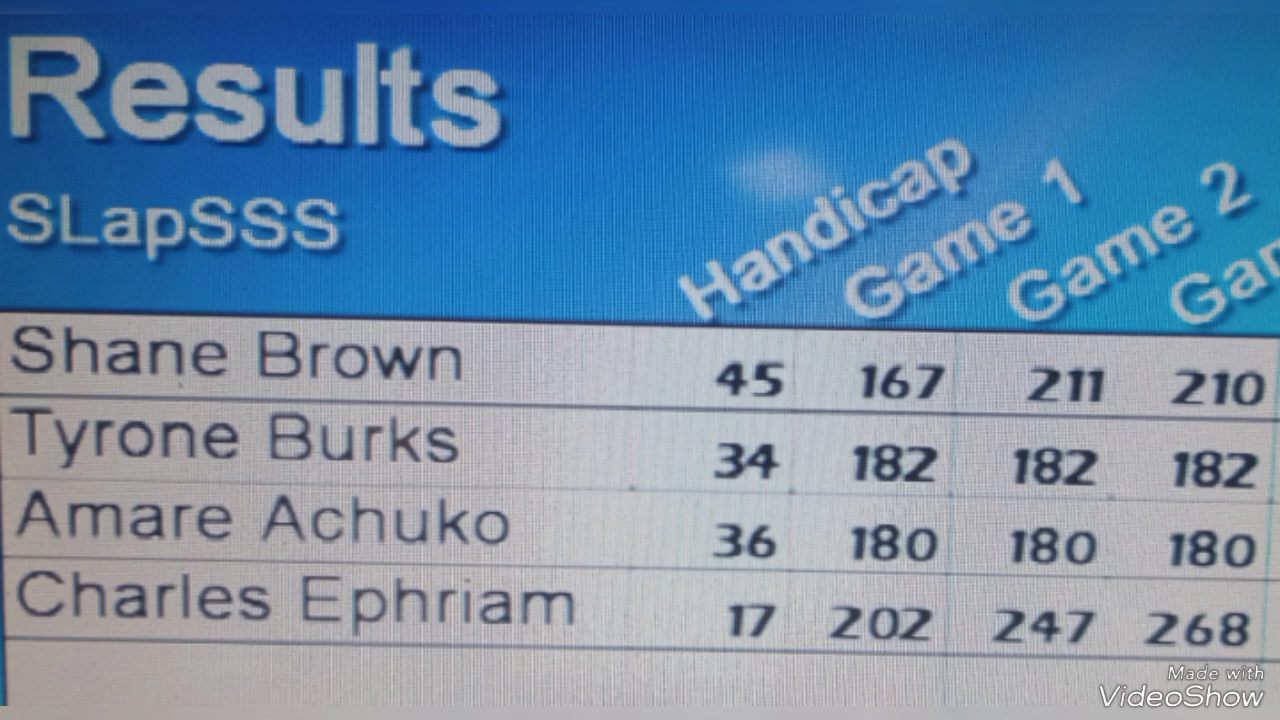 Results
SLapSSS
Handicap
Game 1
Game 2
Shane Brown 45 167 211 210
Tyrone Burks 34 182 182 182
Amare Achuko 36 180 180 180
Charles Ephriam 17 202 247 268
Made with
VideoShow